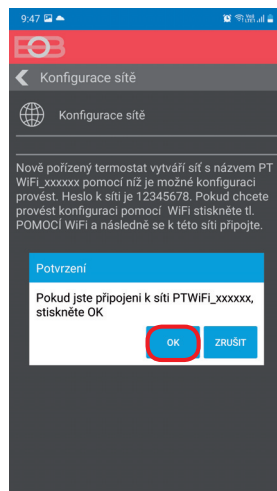 9:47
EOB
Konfigurace sítě
Konfigurace sítě
Nově pořízený termostat vytváří síť s názvem PT
WiFi_xxxxxx pomocí níž je možné konfiguraci
provést. Heslo k síti je 12345678. Pokud chcete
provést konfiguraci pomocí WiFi stiskněte tl.
POMOCÍ WiFi a následně se k této síti připojte.
Potvrzení
Pokud jste připojeni k síti PTWiFi_xxxxxx,
stiskněte OK
OK
ZRUŠIT